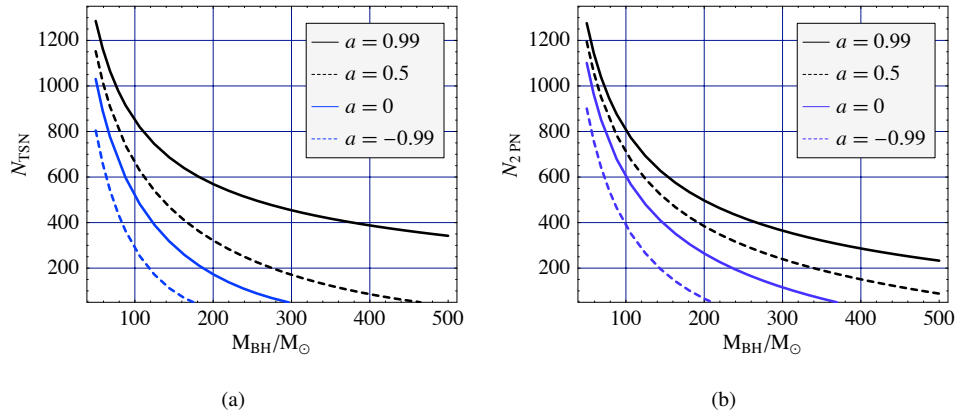 1200
1000
800
600
400
200
N_TSN
100 200 300 400 500
M_BH/M_⊙
a = 0.99
a = 0.5
a = 0
a = −0.99
(a)
1200
1000
800
600
400
200
N_2 PN
100 200 300 400 500
M_BH/M_⊙
a = 0.99
a = 0.5
a = 0
a = −0.99
(b)